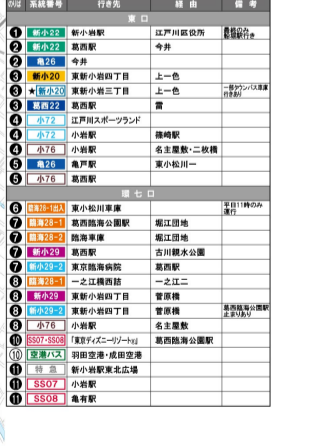 のりば 系統番号 行き先 経由 備考
東口
1 新小22 新小岩駅 江戸川区役所 最終のみ船堀駅行き
2 新小22 葛西駅 今井
2 亀26 今井
3 新小20 東新小岩四丁目 上一色
3 ★新小20 東新小岩三丁目 上一色 一部タウンバス車庫行きあり
3 葛西22 葛西駅 雷
4 小72 江戸川スポーツランド
4 小72 小岩駅 篠崎駅
4 小76 小岩駅 名主屋敷・二枚橋
5 亀26 亀戸駅 東小松川一
5 小76 葛西駅
環七口
6 臨海28-1出入 東小松川車庫 平日11時のみ運行
7 臨海28-1 葛西臨海公園駅 堀江団地
7 臨海28-2 臨海車庫 堀江団地
7 新小29 葛西駅 古川親水公園
7 新小29-2 東京臨海病院 葛西駅
8 臨海28-1 一之江橋西詰 一之江二
8 新小29 東新小岩四丁目 菅原橋
8 新小29-2 東新小岩四丁目 菅原橋 葛西臨海公園駅止まりあり
8 小76 小岩駅 名主屋敷
10 SS07・SS08 「東京ディズニーリゾート®」 葛西臨海公園駅
10 空港バス 羽田空港・成田空港
11 特急 新小岩駅東北広場
11 SS07 小岩駅
11 SS08 亀有駅